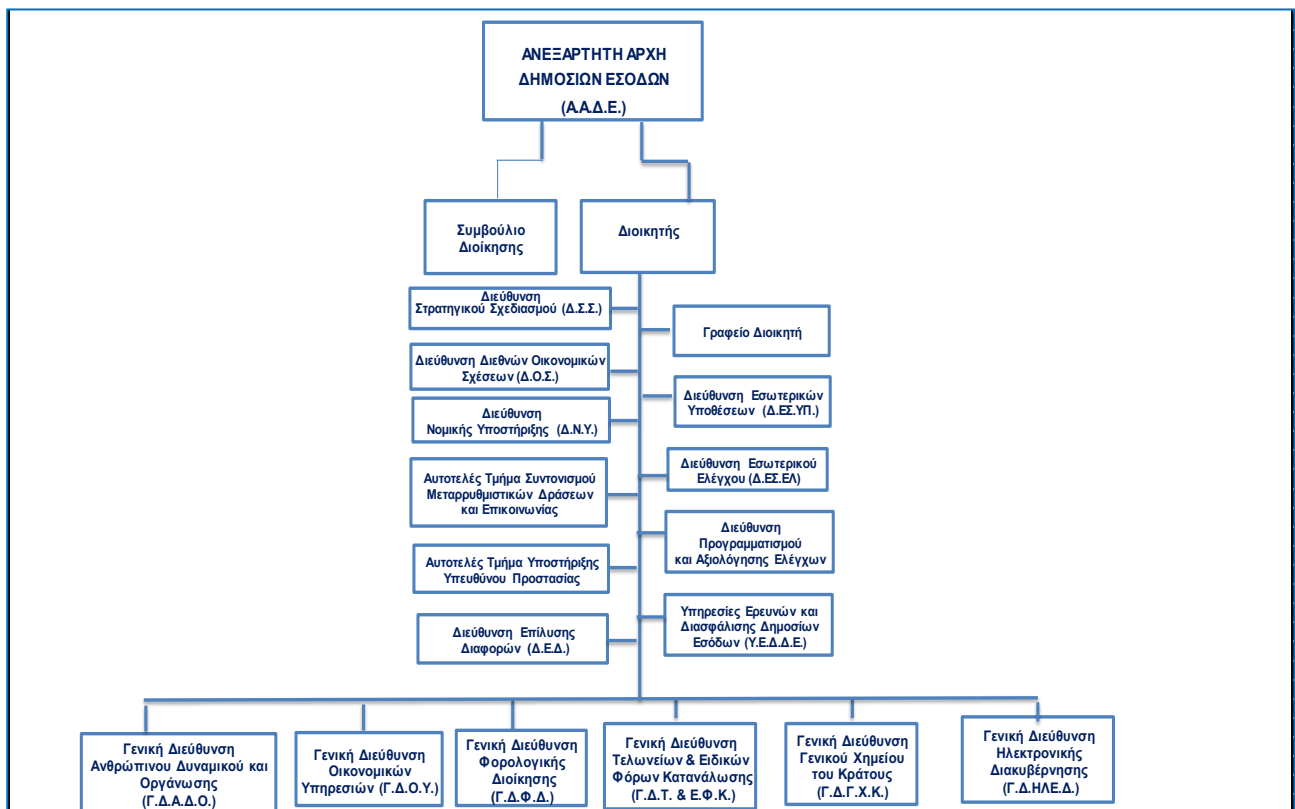 ΑΝΕΞΑΡΤΗΤΗ ΑΡΧΗ
ΔΗΜΟΣΙΩΝ ΕΣΟΔΩΝ
(Α.Α.Δ.Ε.)
Συμβούλιο
Διοίκησης
Διοικητής
Διεύθυνση
Στρατηγικού Σχεδιασμού (Δ.Σ.Σ.)
Γραφείο Διοικητή
Διεύθυνση Διεθνών Οικονομικών
Σχέσεων (Δ.Ο.Σ.)
Διεύθυνση Εσωτερικών
Υποθέσεων (Δ.ΕΣ.ΥΠ.)
Διεύθυνση
Νομικής Υποστήριξης (Δ.Ν.Υ.)
Διεύθυνση Εσωτερικού
Ελέγχου (Δ.ΕΣ.ΕΛ)
Αυτοτελές Τμήμα Συντονισμού
Μεταρρυθμιστικών Δράσεων
και Επικοινωνίας
Διεύθυνση
Προγραμματισμού
και Αξιολόγησης Ελέγχων
Αυτοτελές Τμήμα Υποστήριξης
Υπευθύνου Προστασίας
Υπηρεσίες Ερευνών και
Διασφάλισης Δημοσίων
Εσόδων (Υ.Ε.Δ.Δ.Ε.)
Διεύθυνση Επίλυσης
Διαφορών (Δ.Ε.Δ.)
Γενική Διεύθυνση
Ανθρώπινου Δυναμικού και
Οργάνωσης
(Γ.Δ.Α.Δ.Ο.)
Γενική Διεύθυνση
Οικονομικών
Υπηρεσιών (Γ.Δ.Ο.Υ.)
Γενική Διεύθυνση
Φορολογικής
Διοίκησης
(Γ.Δ.Φ.Δ.)
Γενική Διεύθυνση
Τελωνείων & Ειδικών
Φόρων Κατανάλωσης
(Γ.Δ.Τ. & Ε.Φ.Κ.)
Γενική Διεύθυνση
Γενικού Χημείου
του Κράτους
(Γ.Δ.Γ.Χ.Κ.)
Γενική Διεύθυνση
Ηλεκτρονικής
Διακυβέρνησης
(Γ.Δ.ΗΛΕ.Δ.)